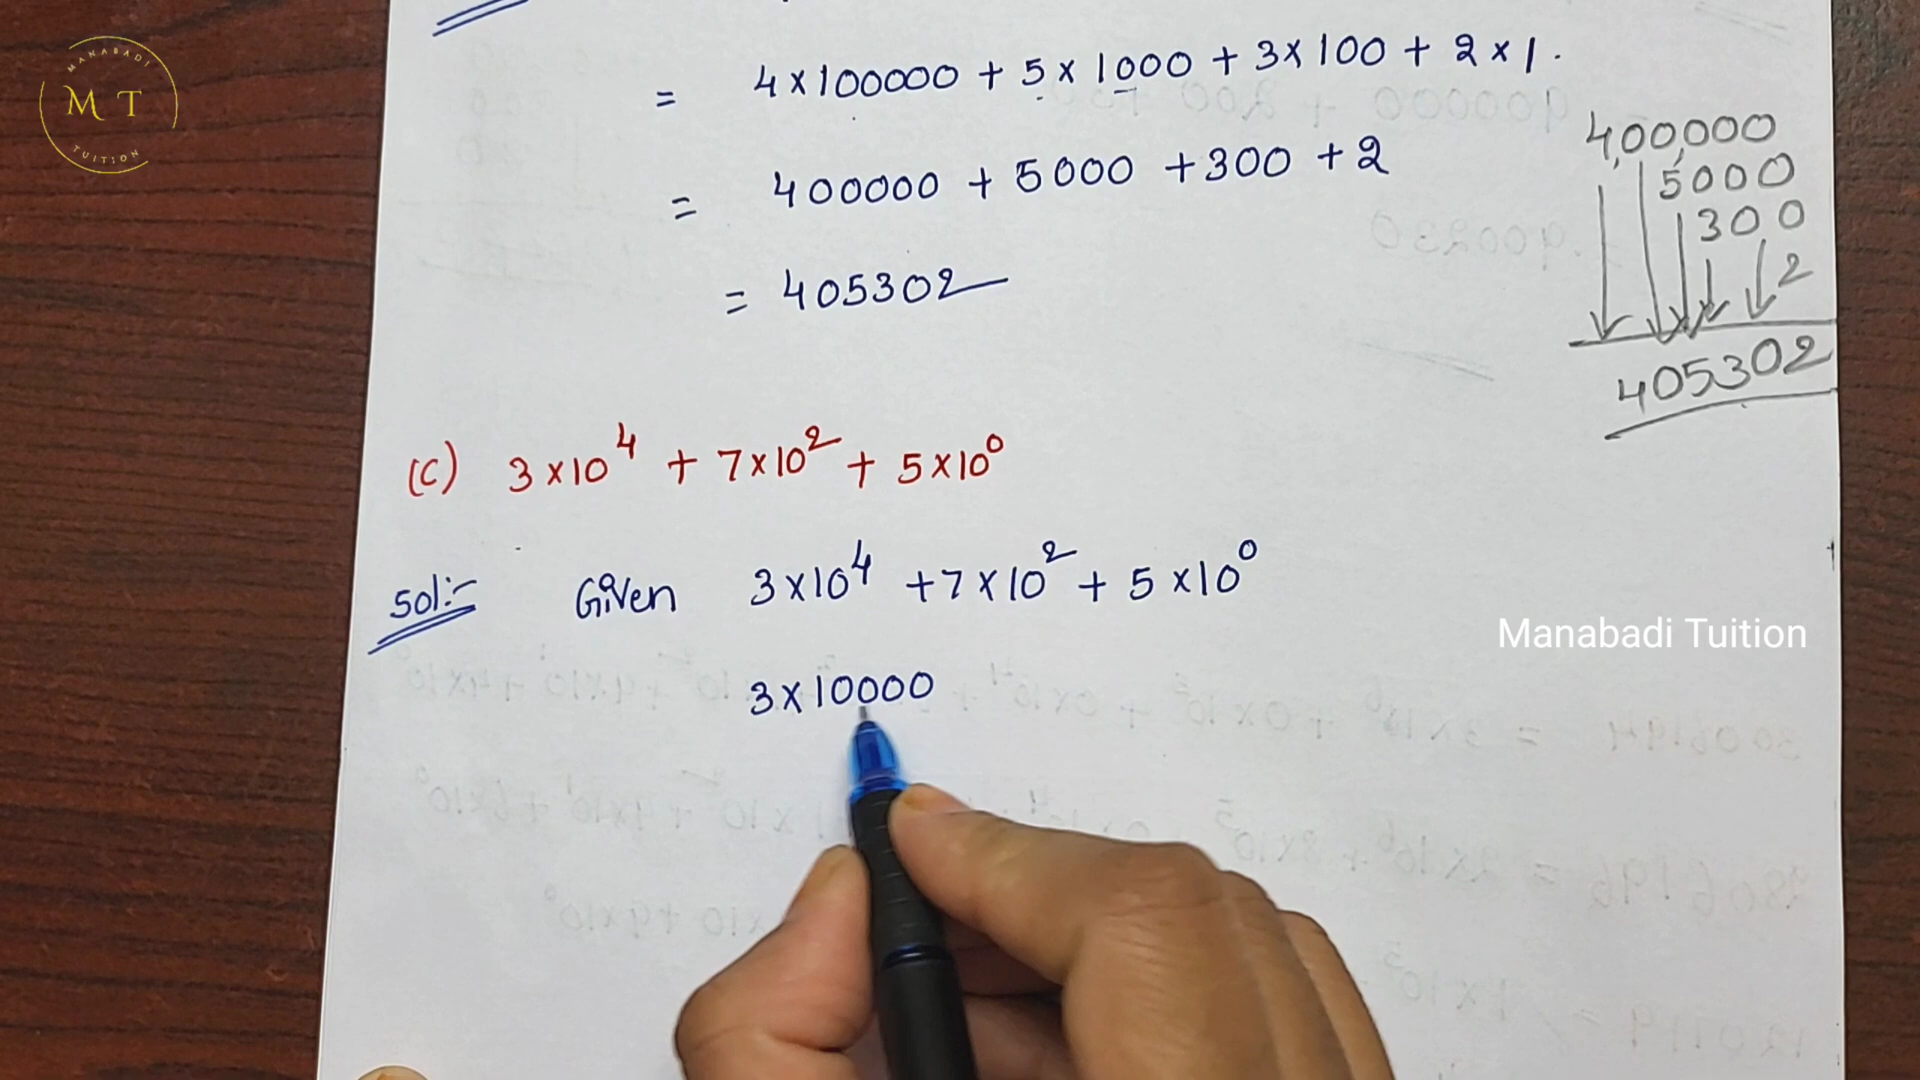 MANABADI
M T
TUITION
= 4×100000 + 5×1000 + 3×100 + 2×1.
= 400000 + 5000 + 300 + 2
= 405302
4,00,000
5000
300
2
405302
(C) 3×10⁴ + 7×10² + 5×10⁰
Sol:- Given 3×10⁴ + 7×10² + 5×10⁰
3×10000
Manabadi Tuition